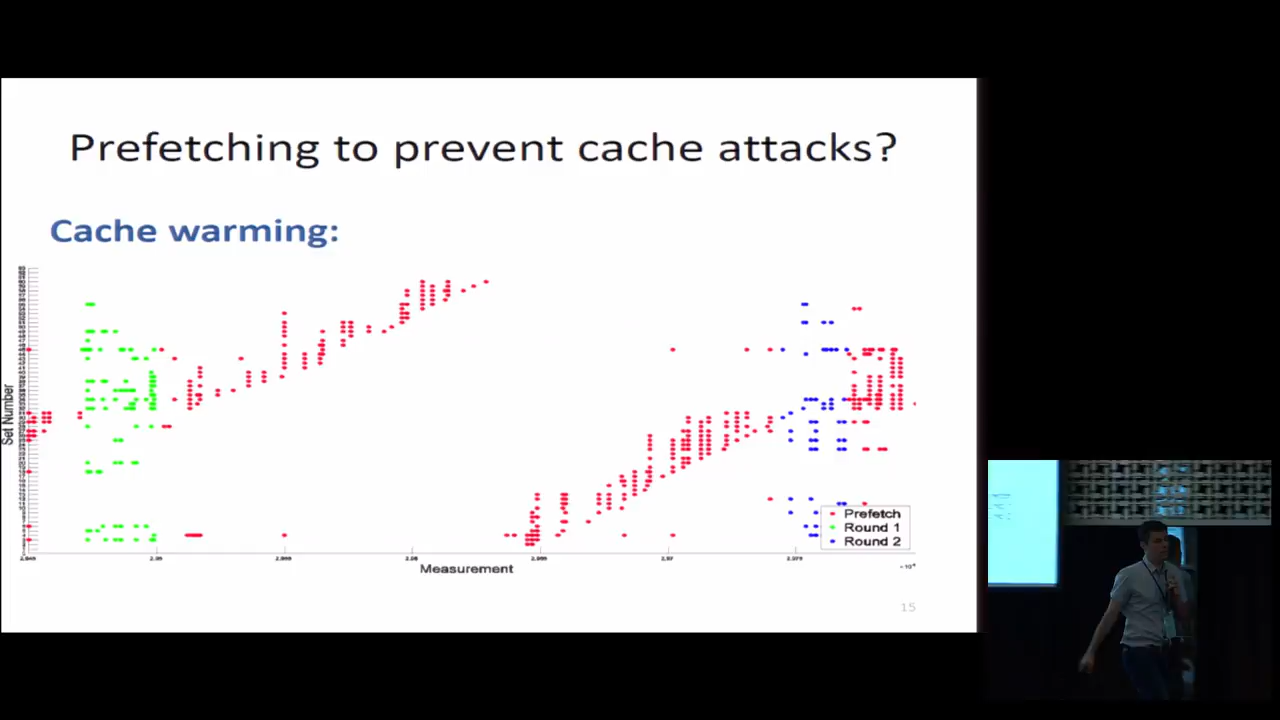 Prefetching to prevent cache attacks?
Cache warming:
Set Number
Prefetch
Round 1
Round 2
Measurement
15